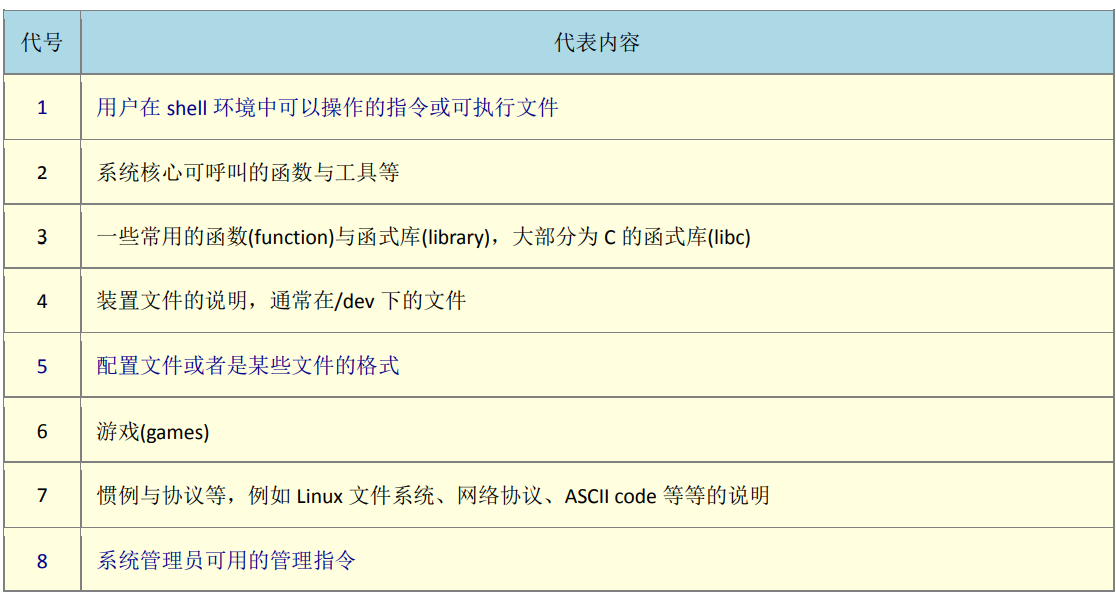 代号 代表内容
1 用户在 shell 环境中可以操作的指令或可执行文件
2 系统核心可呼叫的函数与工具等
3 一些常用的函数(function)与函式库(library)，大部分为 C 的函式库(libc)
4 装置文件的说明，通常在/dev 下的文件
5 配置文件或者是某些文件的格式
6 游戏(games)
7 惯例与协议等，例如 Linux 文件系统、网络协议、ASCII code 等等的说明
8 系统管理员可用的管理指令